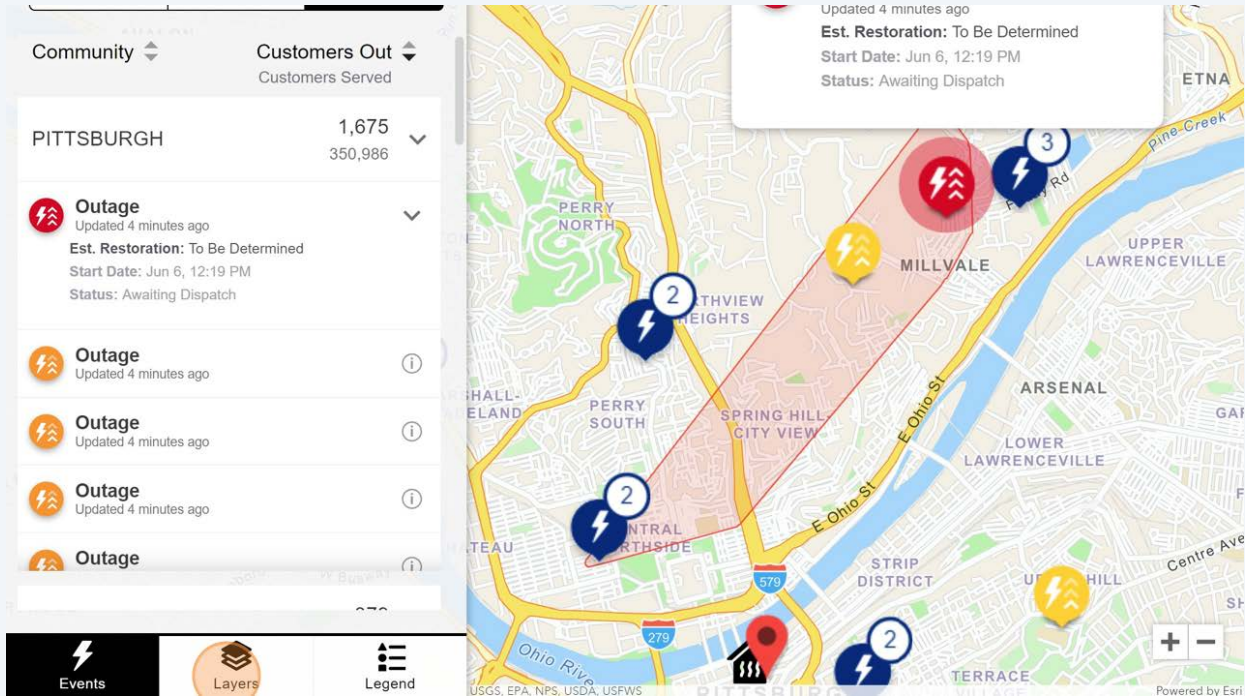 Community
Customers Out
Customers Served
PITTSBURGH
1,675
350,986
Outage
Updated 4 minutes ago
Est. Restoration: To Be Determined
Start Date: Jun 6, 12:19 PM
Status: Awaiting Dispatch
Outage
Updated 4 minutes ago
Outage
Updated 4 minutes ago
Outage
Updated 4 minutes ago
Outage
Events
Layers
Legend
Updated 4 minutes ago
Est. Restoration: To Be Determined
Start Date: Jun 6, 12:19 PM
Status: Awaiting Dispatch
ETNA
Pine Creek
3
Rd
PERRY
NORTH
UPPER
LAWRENCEVILLE
MILLVALE
2
HEIGHTS
ARSENAL
PERRY
SOUTH
SPRING HILL-
CITY VIEW
E Ohio St
LOWER
LAWRENCEVILLE
2
E Ohio St
STRIP
DISTRICT
Centre Ave
579
HILL
279
Ohio
2
TERRACE
PITTSBURG
USGS, EPA, NPS, USDA, USFWS
Powered by Esri